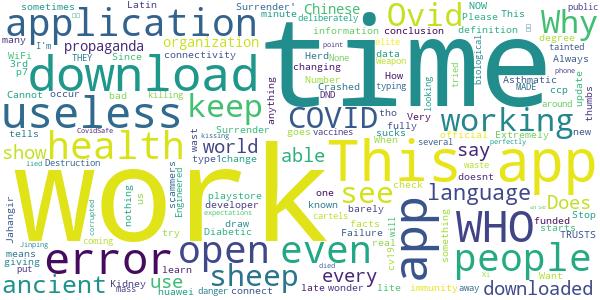 sometimes Latin Surrender' Chinese NOW Please This
application time Ovid Why
many minute deliberately information definition public
I'm propaganda organization conclusion degree tainted
WiFi THEY Since connectivity Herd elite data Always
3rd changing Weapon biological
download
p7 Number None How Asthmatic
Cannot occur bad killing Crashed tried typing MADE ccp
useless keep COVID working
anything DND looking around update
Surrender tho fully Very official Extremely
CovidSafe wast When new thumbs
health This app
show tells goes vaccines sucks several doesnt
world able say
Destruction type1 change check
work see language Does
Engineered scammers playstore one facts barely Stop
Jahangir nothing us developer known will starts
error open even app WHO people
Diabetic draw Failure real cv19 something funded TRUSTS
means try kissing cartels
giving coming expectations Want
ancient use sheep every downloaded
learn huawei danger connect died late wonder lite immunity away xi phone
put Kidney mass
corrupted lied Jinping point waste perfectly